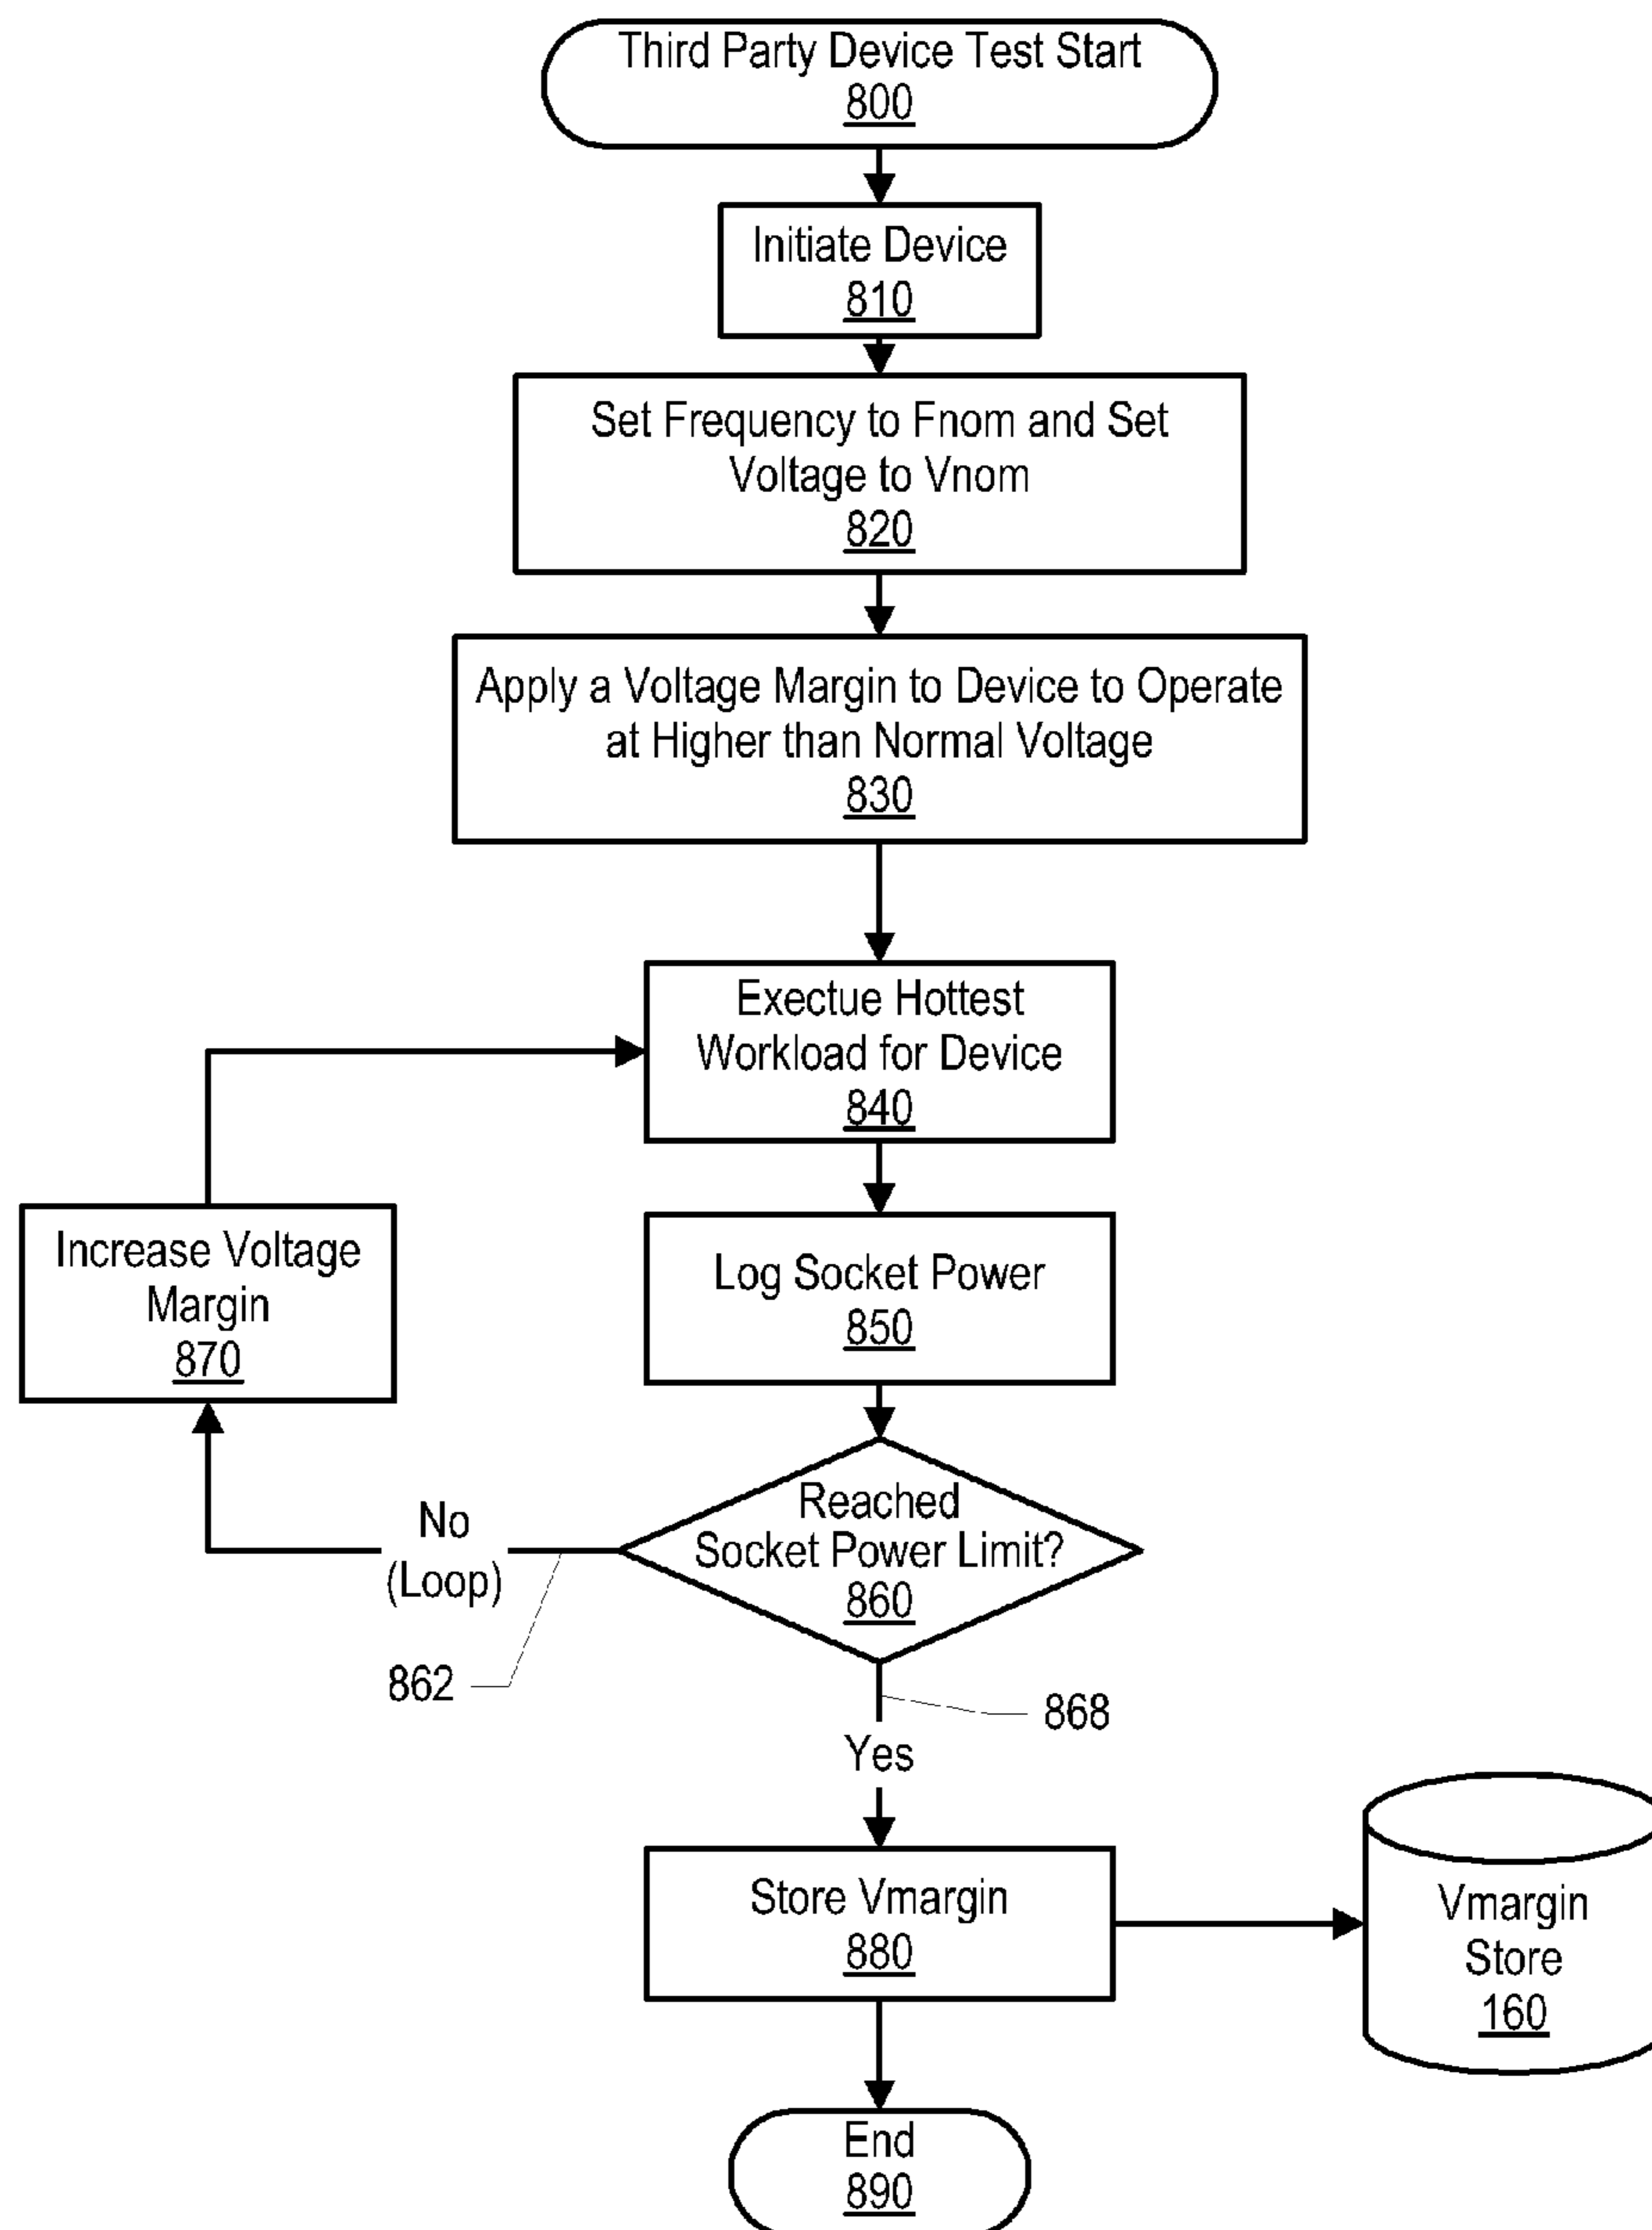 Third Party Device Test Start
800
Initiate Device
810
Set Frequency to Fnom and Set
Voltage to Vnom
820
Apply a Voltage Margin to Device to Operate
at Higher than Normal Voltage
830
Exectue Hottest
Workload for Device
840
Increase Voltage
Margin
870
Log Socket Power
850
Reached
Socket Power Limit?
860
No
(Loop)
862
868
Yes
Store Vmargin
880
Vmargin
Store
160
End
890